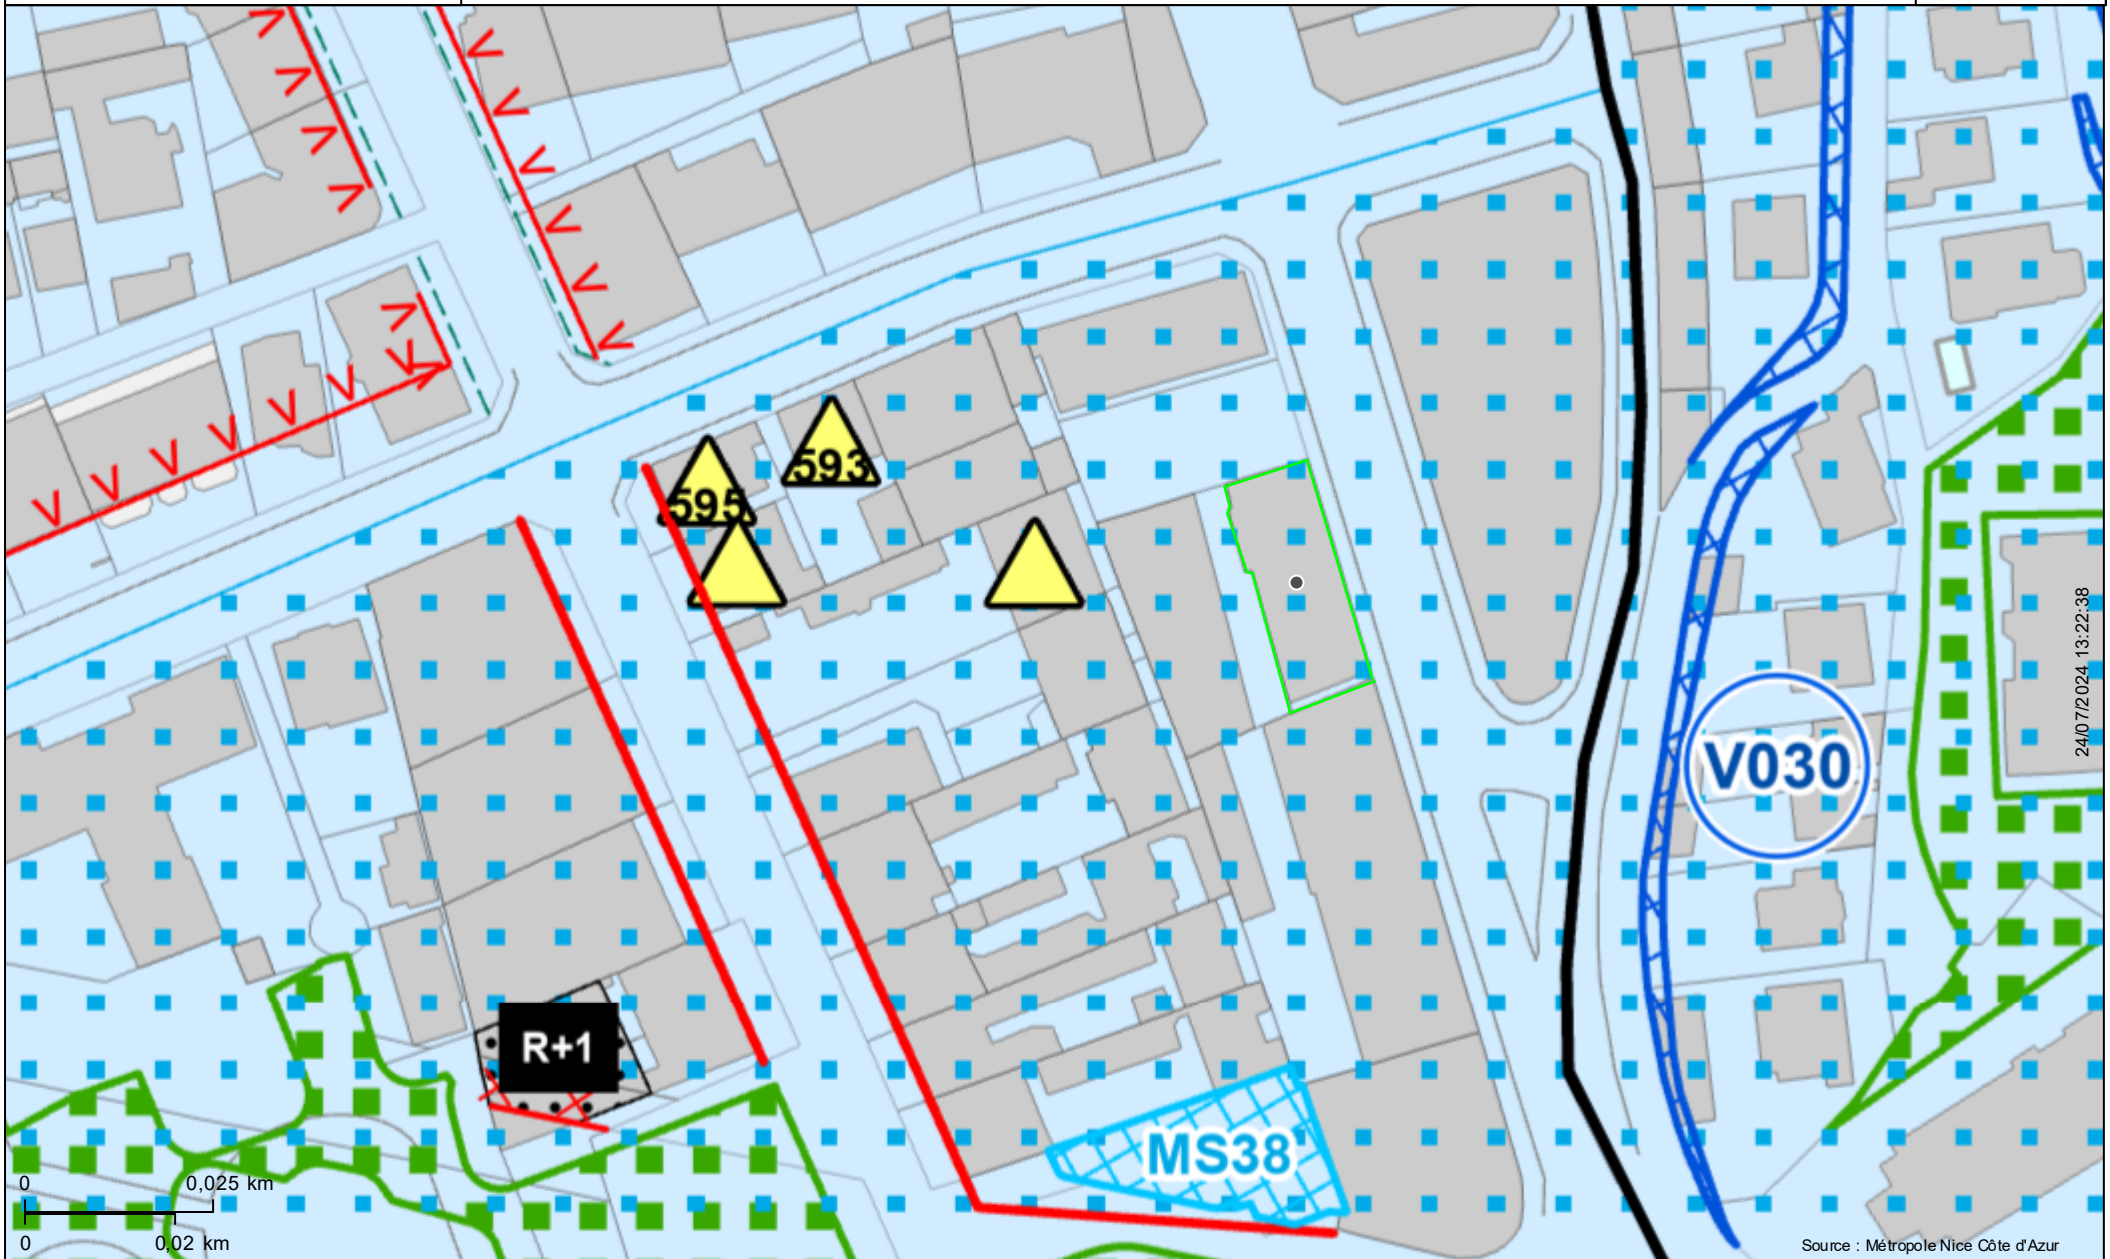 593
595
24/07/2024 13:22:38
V030
R+1
MS38
0 0,025 km
0 0,02 km
Source : Métropole Nice Côte d'Azur